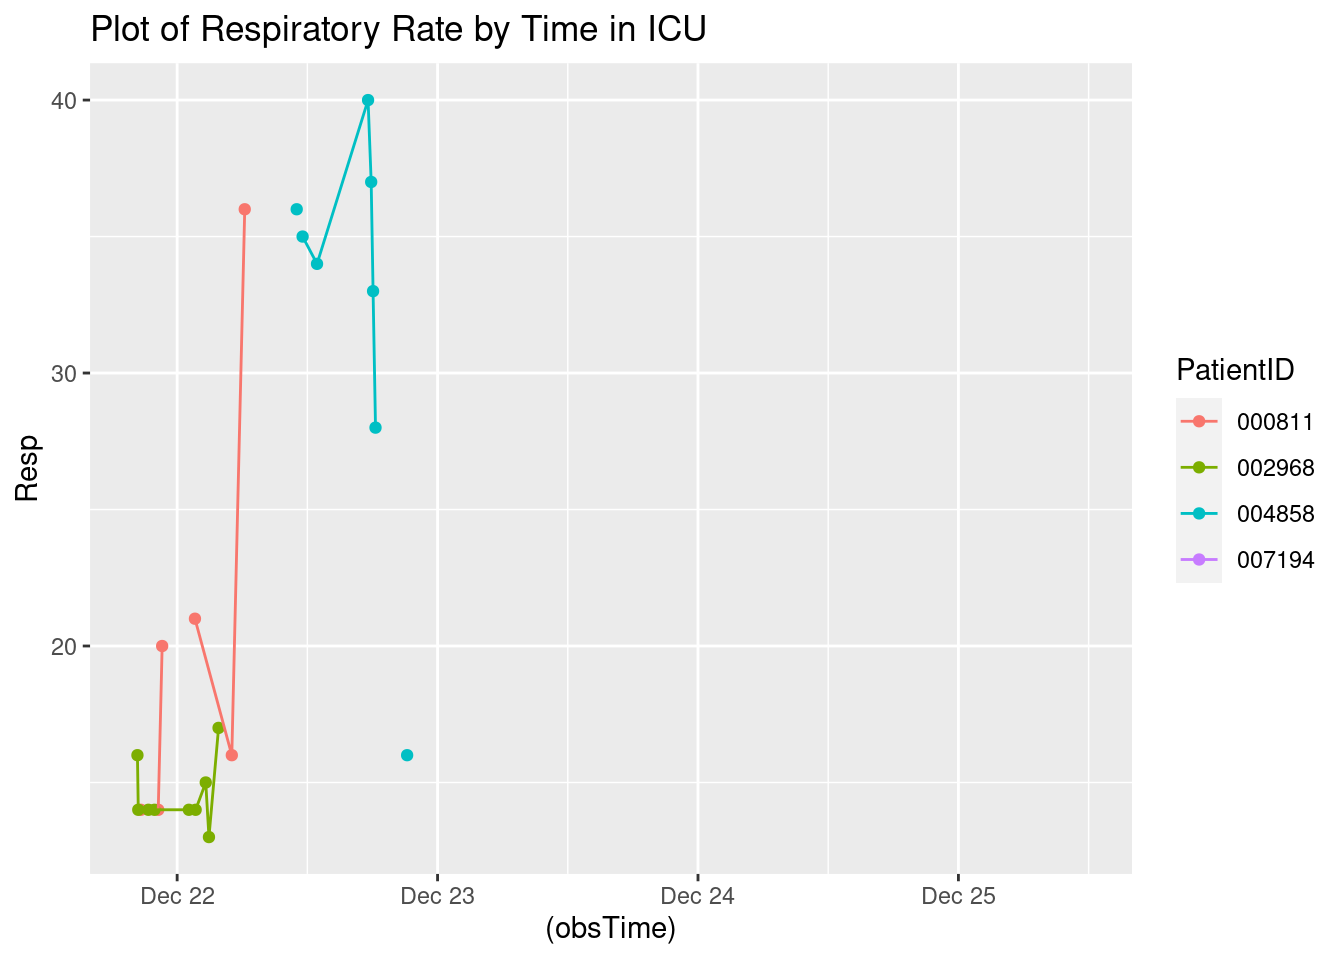 Plot of Respiratory Rate by Time in ICU
40
30
20
Resp
Dec 22
Dec 23
Dec 24
Dec 25
(obsTime)
PatientID
000811
002968
004858
007194